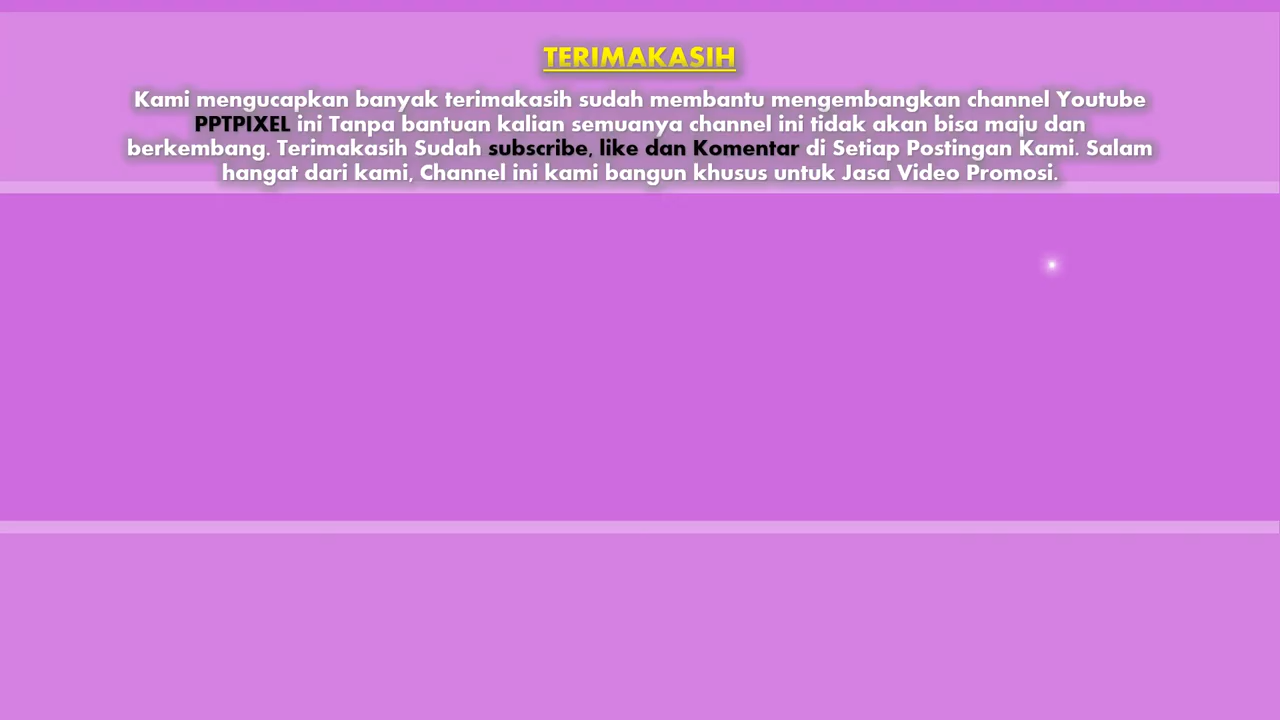 TERIMAKASIH
Kami mengucapkan banyak terimakasih sudah membantu mengembangkan channel Youtube
PPTPIXEL ini Tanpa bantuan kalian semuanya channel ini tidak akan bisa maju dan
berkembang. Terimakasih Sudah subscribe, like dan Komentar di Setiap Postingan Kami. Salam
hangat dari kami, Channel ini kami bangun khusus untuk Jasa Video Promosi.